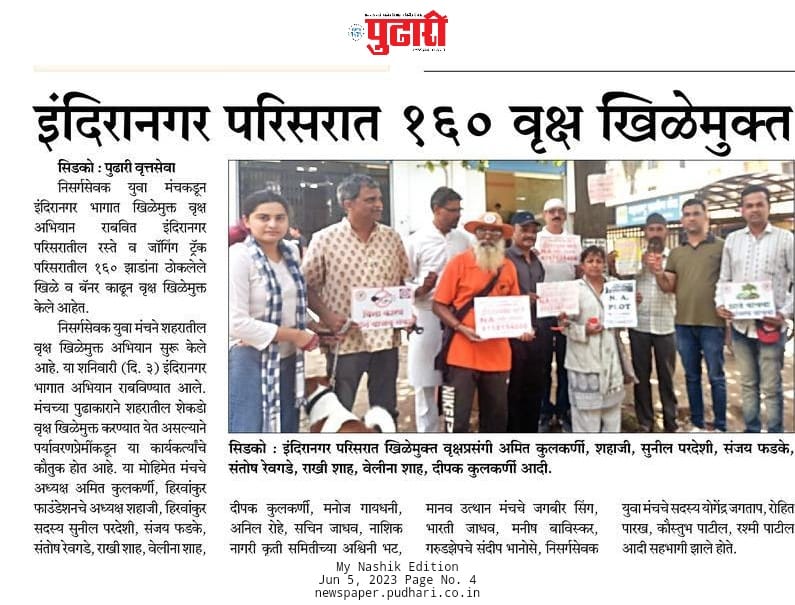 पुढारी
इंदिरानगर परिसरात १६० वृक्ष खिळेमुक्त
सिडको : पुढारी वृत्तसेवा
निसर्गसेवक युवा मंचकडून
इंदिरानगर भागात खिळेमुक्त वृक्ष
अभियान राबवित इंदिरानगर
परिसरातील रस्ते व जॉगिंग ट्रॅक
परिसरातील १६० झाडांना ठोकलेले
खिळे व बॅनर काढून वृक्ष खिळेमुक्त
केले आहेत.
निसर्गसेवक युवा मंचने शहरातील
वृक्ष खिळेमुक्त अभियान सुरू केले
आहे. या शनिवारी (दि. ३) इंदिरानगर
भागात अभियान राबविण्यात आले.
मंचच्या पुढाकाराने शहरातील शेकडो
वृक्ष खिळेमुक्त करण्यात येत असल्याने
पर्यावरणप्रेमींकडून या कार्यकर्त्यांचे
कौतुक होत आहे. या मोहिमेत मंचचे
अध्यक्ष अमित कुलकर्णी, हिरवांकुर
फाउंडेशनचे अध्यक्ष शहाजी, हिरवांकुर
सदस्य सुनील परदेशी, संजय फडके,
संतोष रेवगडे, राखी शाह, वेलीना शाह,
N.A.
PLOT
सिडको : इंदिरानगर परिसरात खिळेमुक्त वृक्षप्रसंगी अमित कुलकर्णी, शहाजी, सुनील परदेशी, संजय फडके,
संतोष रेवगडे, राखी शाह, वेलीना शाह, दीपक कुलकर्णी आदी.
दीपक कुलकर्णी, मनोज गायधनी,
अनिल रोहे, सचिन जाधव, नाशिक
नागरी कृती समितीच्या अश्विनी भट,
मानव उत्थान मंचचे जगबीर सिंग,
भारती जाधव, मनीष बाविस्कर,
गरुडझेपचे संदीप भानोसे, निसर्गसेवक
युवा मंचचे सदस्य योगेंद्र जगताप, रोहित
पारख, कौस्तुभ पाटील, रश्मी पाटील
आदी सहभागी झाले होते.
My Nashik Edition
Jun 5, 2023 Page No. 4
newspaper.pudhari.co.in